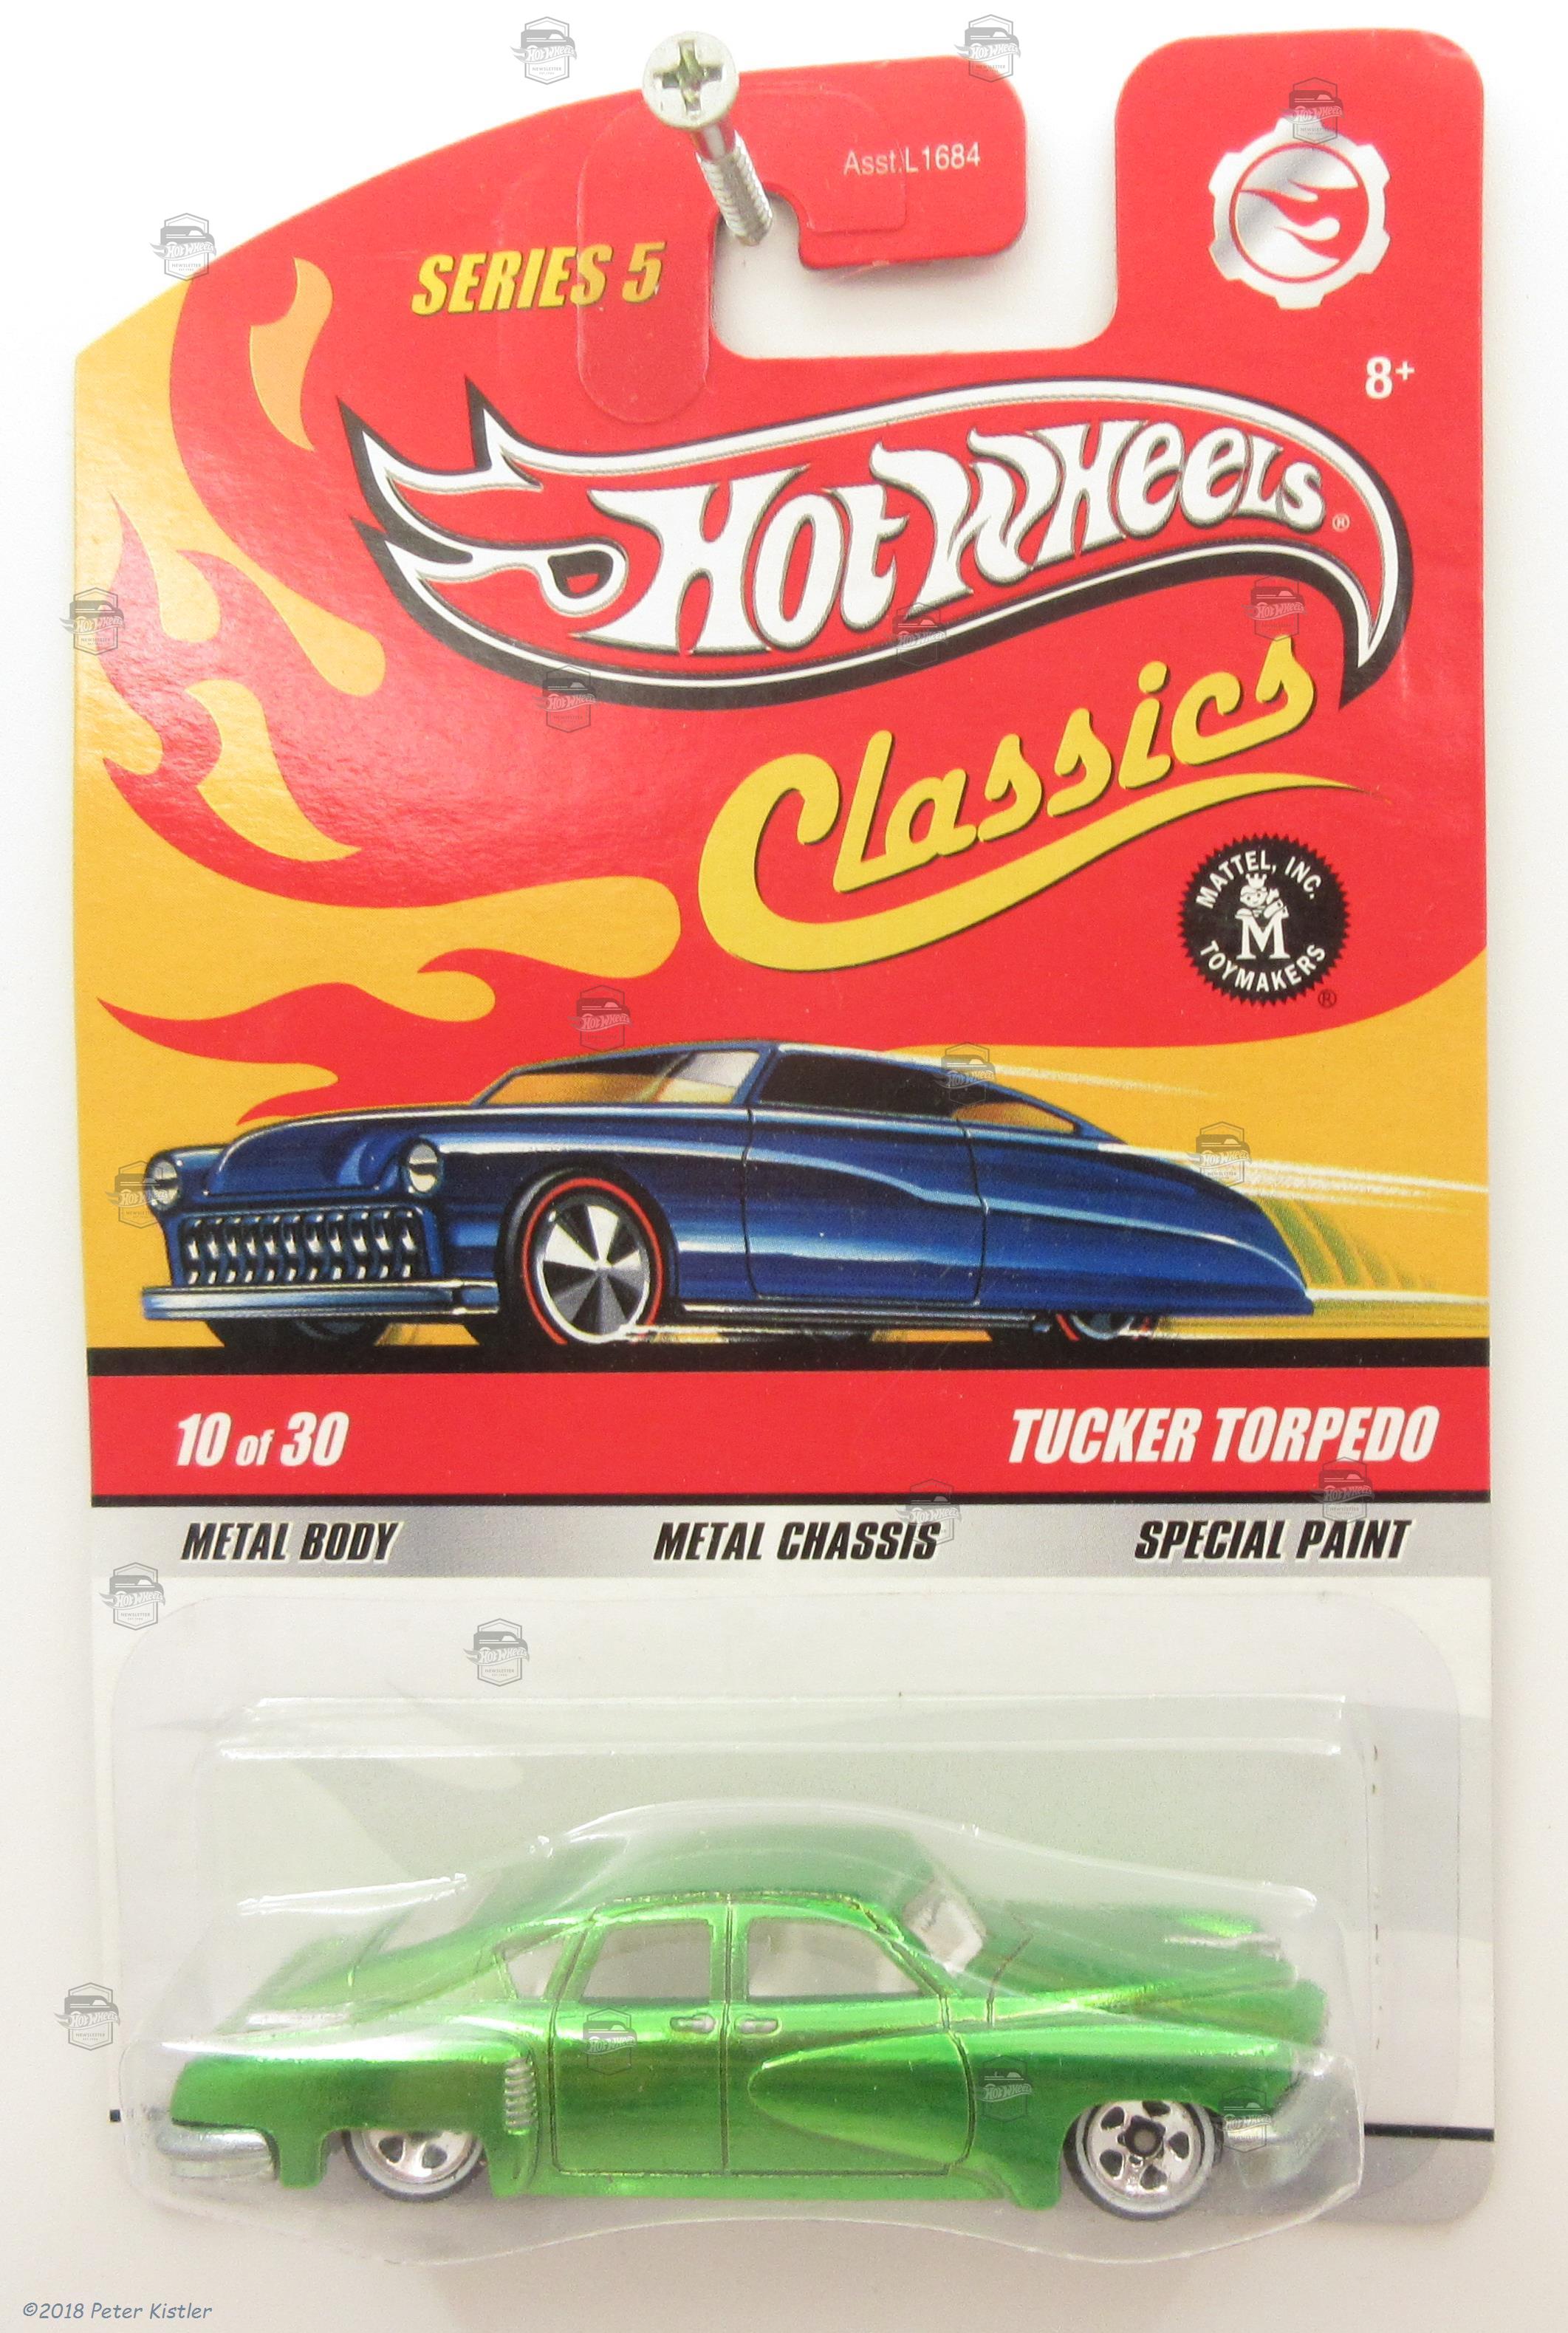 Asst.L1684
SERIES 5
8+
HOT WHEELS®
Classics
MATTEL, INC.
M
TOYMAKERS
®
10 of 30 TUCKER TORPEDO
METAL BODY METAL CHASSIS SPECIAL PAINT
©2018 Peter Kistler